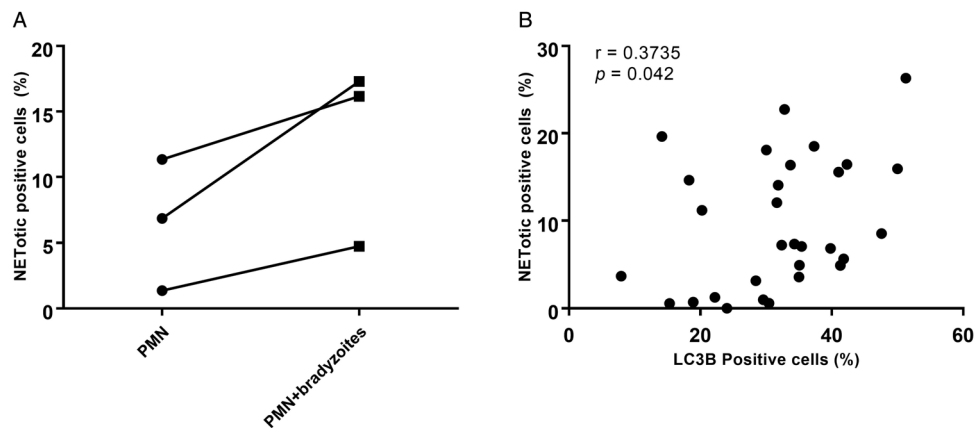 A
NETotic positive cells (%)
20
15
10
5
0
PMN
PMN+bradyzoites
B
r = 0.3735
p = 0.042
NETotic positive cells (%)
30
20
10
0
0 20 40 60
LC3B Positive cells (%)